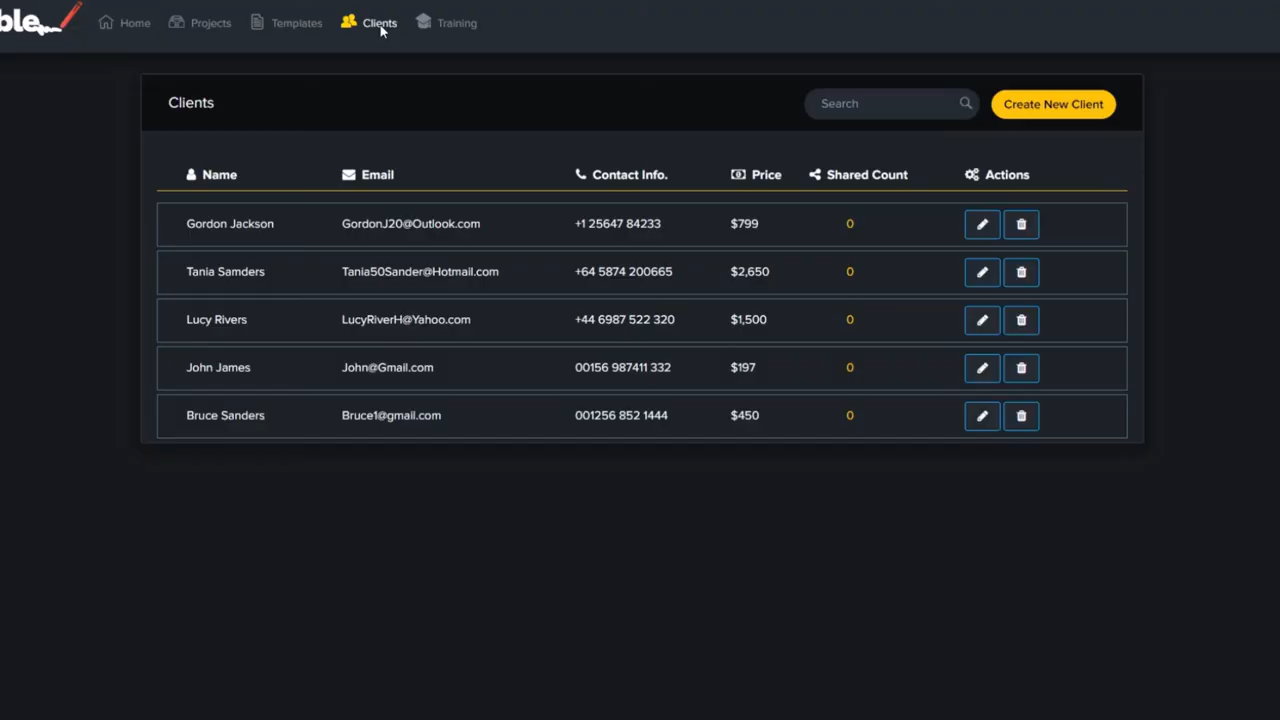 Home Projects Templates Clients Training
Clients Search Create New Client
Name Email Contact Info. Price Shared Count Actions
Gordon Jackson GordonJ20@Outlook.com +1 25647 84233 $799 0
Tania Samders Tania50Sander@Hotmail.com +64 5874 200665 $2,650 0
Lucy Rivers LucyRiverH@Yahoo.com +44 6987 522 320 $1,500 0
John James John@Gmail.com 00156 987411 332 $197 0
Bruce Sanders Bruce1@gmail.com 001256 852 1444 $450 0